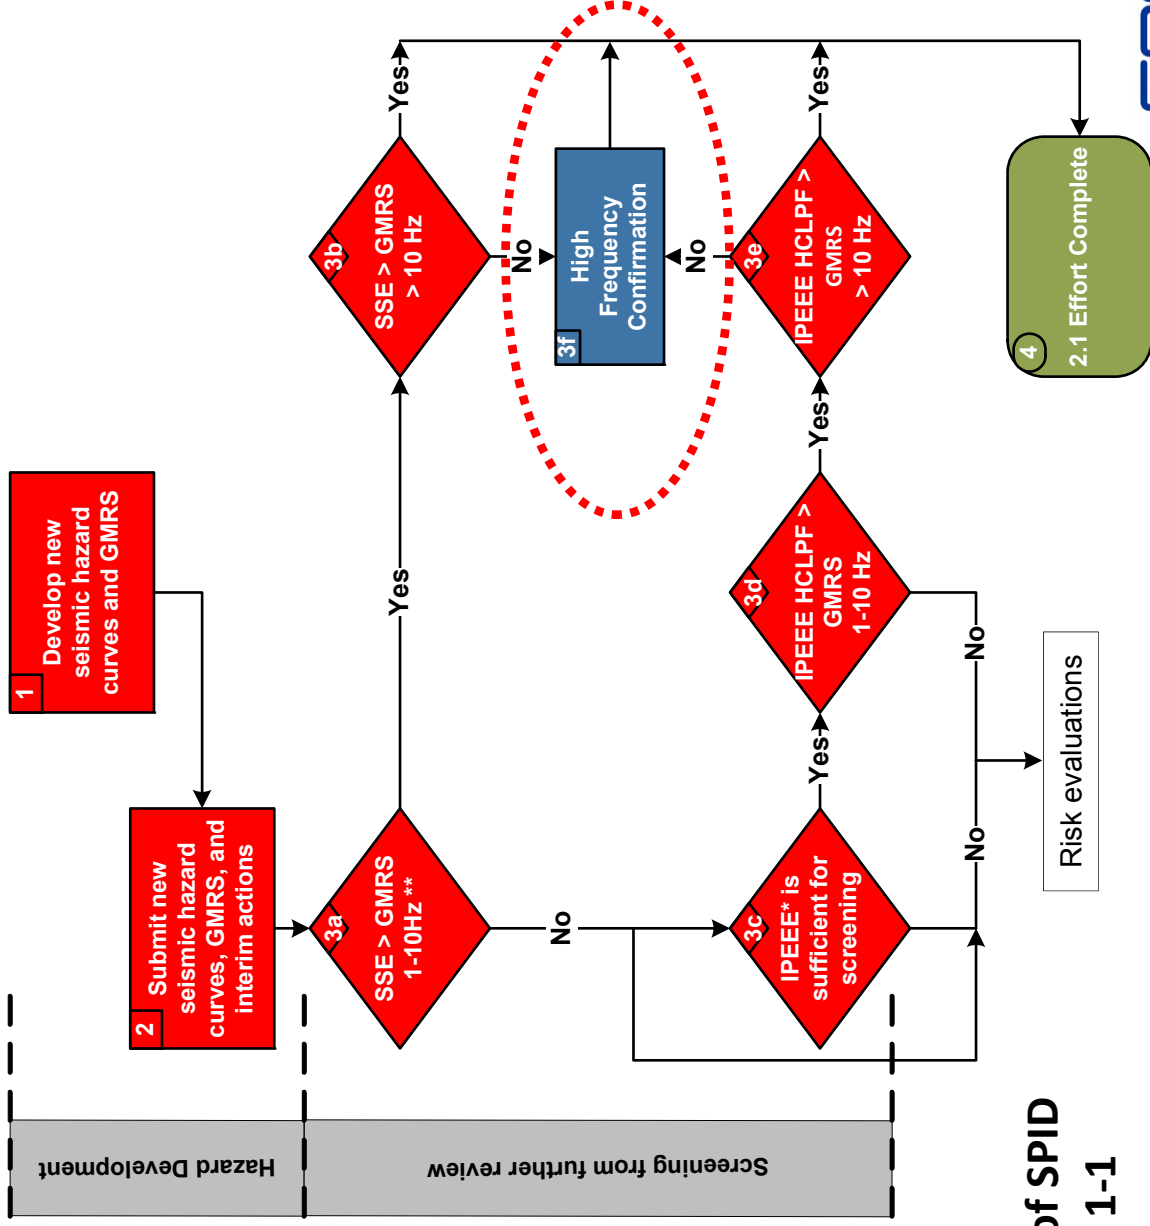 1
Develop new
seismic hazard
curves and GMRS
2
Submit new
seismic hazard
curves, GMRS, and
interim actions
3a
SSE > GMRS
1-10Hz **
Yes
3b
SSE > GMRS
> 10 Hz
Yes
No
3f
High
Frequency
Confirmation
No
No
3c
IPEEE* is
sufficient for
screening
Yes
3d
IPEEE HCLPF >
GMRS
1-10 Hz
Yes
3e
IPEEE HCLPF >
GMRS
> 10 Hz
Yes
No
No
Risk evaluations
4
2.1 Effort Complete
Hazard Development
Screening from further review
of SPID
1-1